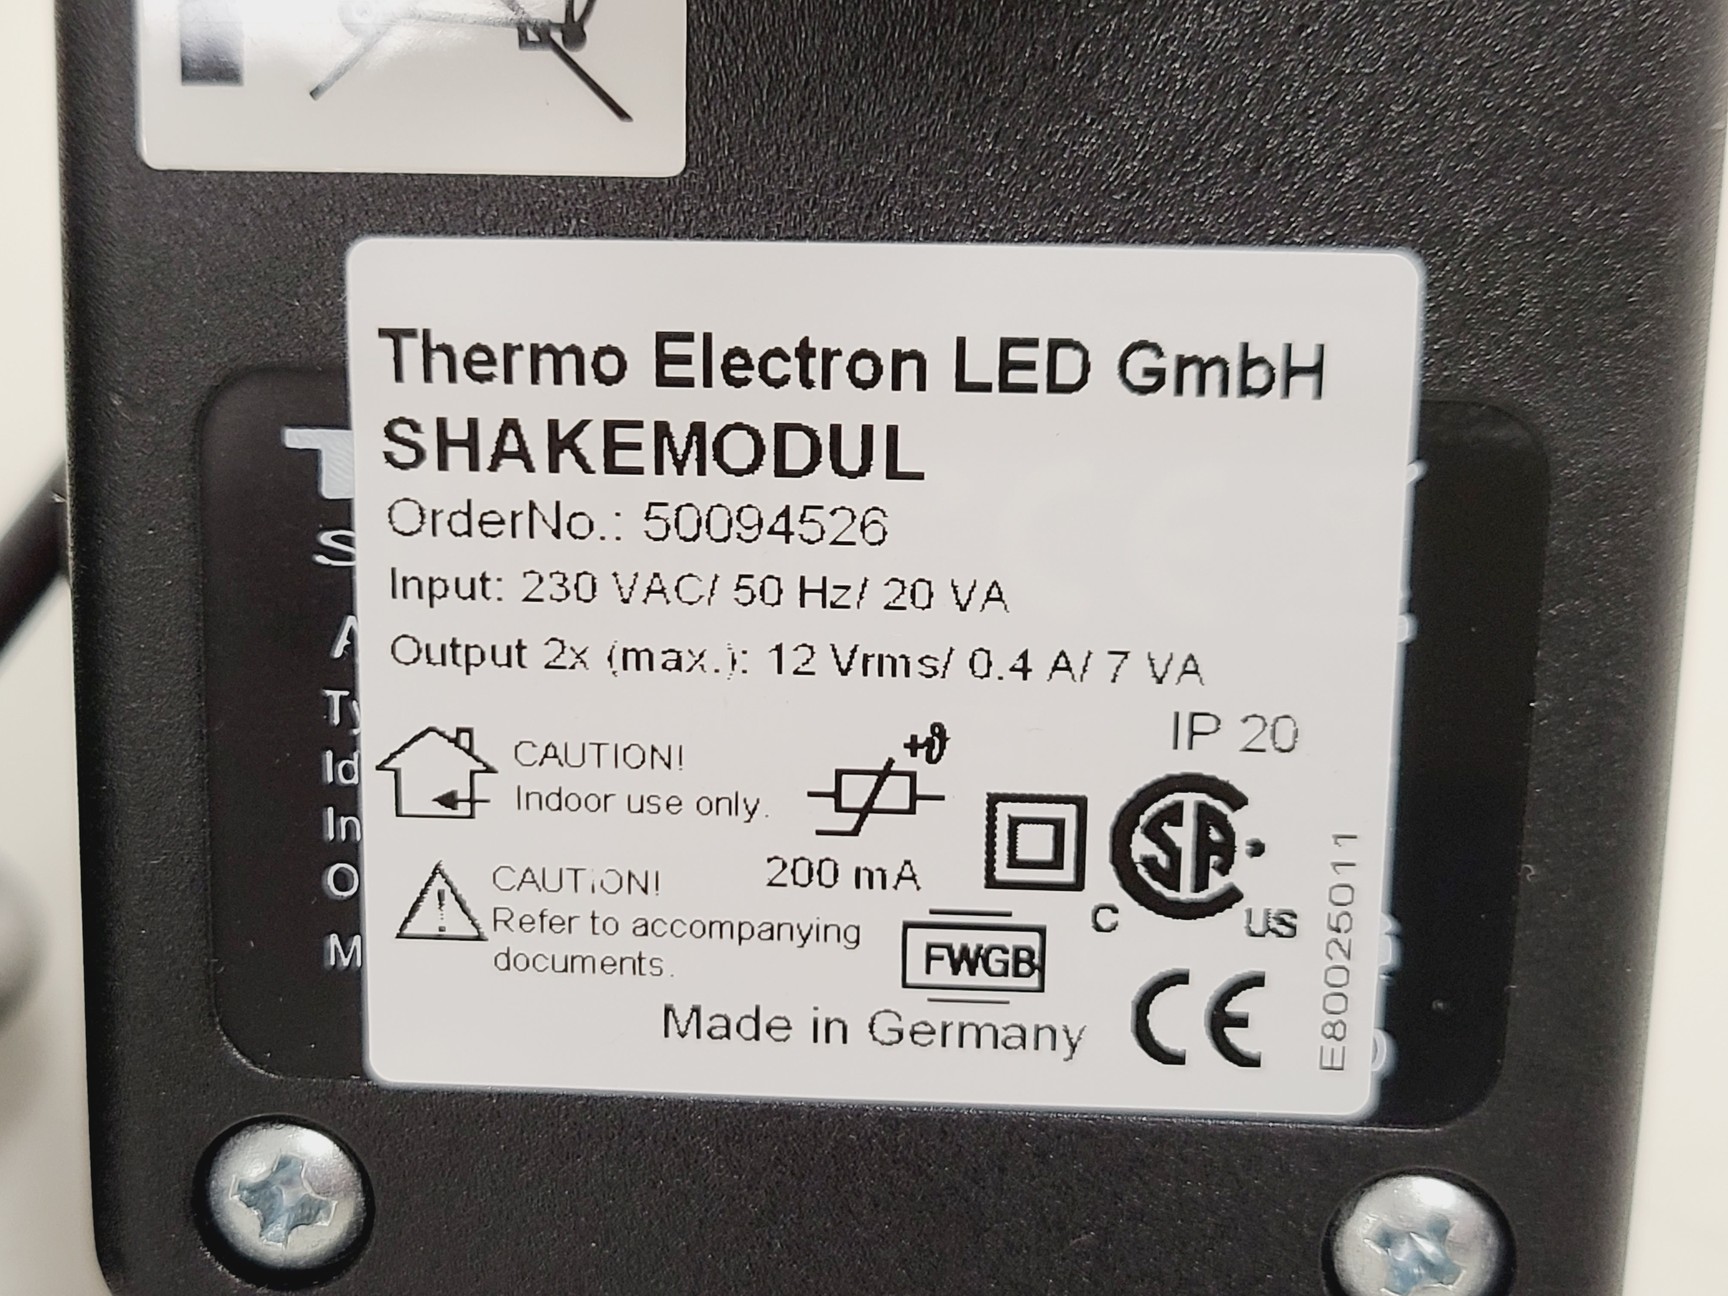 Thermo Electron LED GmbH
SHAKEMODUL
OrderNo.: 50094526
Input: 230 VAC/ 50 Hz/ 20 VA
Output 2x (max.): 12 Vrms/ 0.4 A/ 7 VA
IP 20
CAUTION!
Indoor use only.
+ϑ
200 mA
CAUTION!
Refer to accompanying
documents.
FWGB
SA
C US
CE
Made in Germany
E80025011